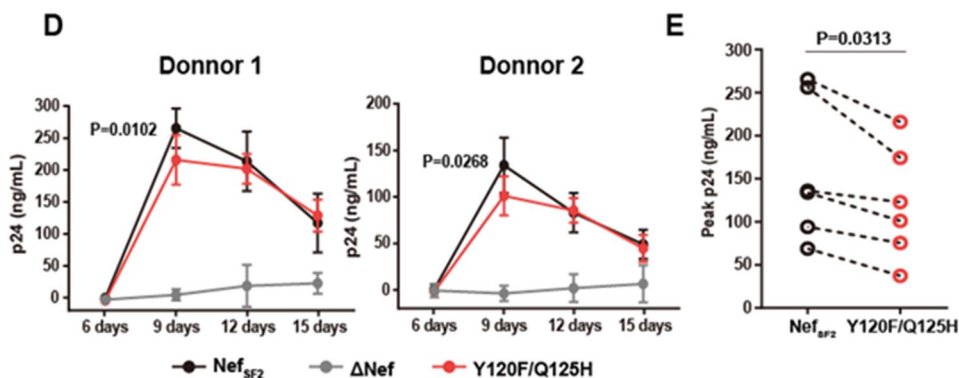 D
Donnor 1
p24 (ng/mL)
300
250
200
150
100
50
0
P=0.0102
6 days 9 days 12 days 15 days
Donnor 2
p24 (ng/mL)
200
150
100
50
0
P=0.0268
6 days 9 days 12 days 15 days
Nef_SF2 ΔNef Y120F/Q125H
E
P=0.0313
Peak p24 (ng/mL)
300
250
200
150
100
50
0
Nef_SF2 Y120F/Q125H